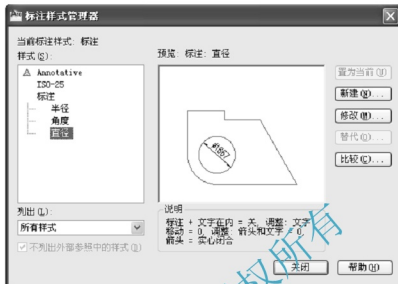 标注样式管理器
当前标注样式: 标注
样式(S):
Annotative
ISO-25
标注
半径
角度
直径
预览: 标注: 直径
置为当前(U)
新建(N)...
修改(M)...
替代(O)...
比较(C)...
列出(L):
所有样式
不列出外部参照中的样式(D)
说明
标注 + 文字在内 = 关, 调整: 文字
移动 = 0, 调整: 箭头和文字 = 0,
箭头 = 实心闭合
关闭
帮助(H)
权所有